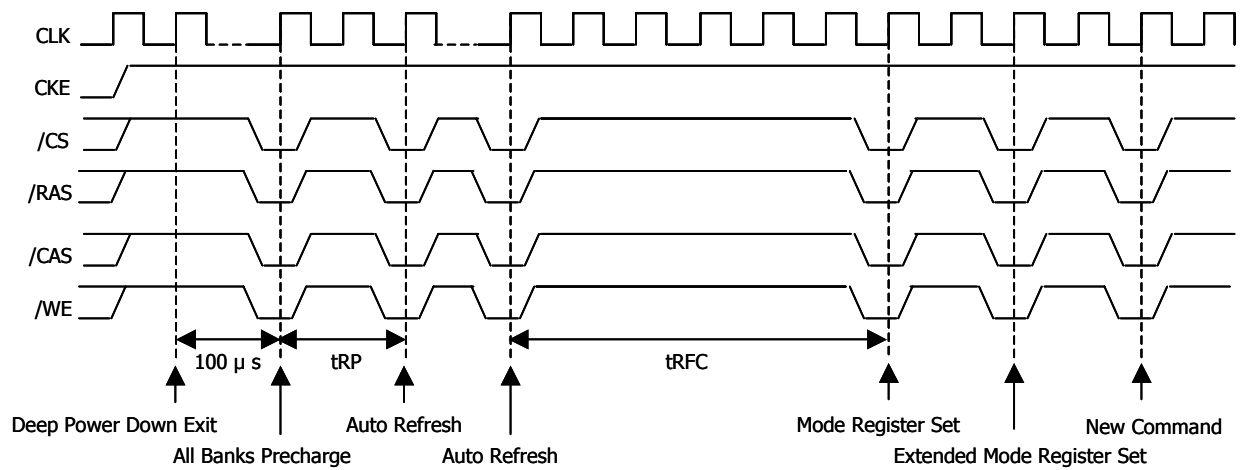 CLK
CKE
/CS
/RAS
/CAS
/WE
100 μ s
tRP
tRFC
Deep Power Down Exit
Auto Refresh
Mode Register Set
New Command
All Banks Precharge
Auto Refresh
Extended Mode Register Set